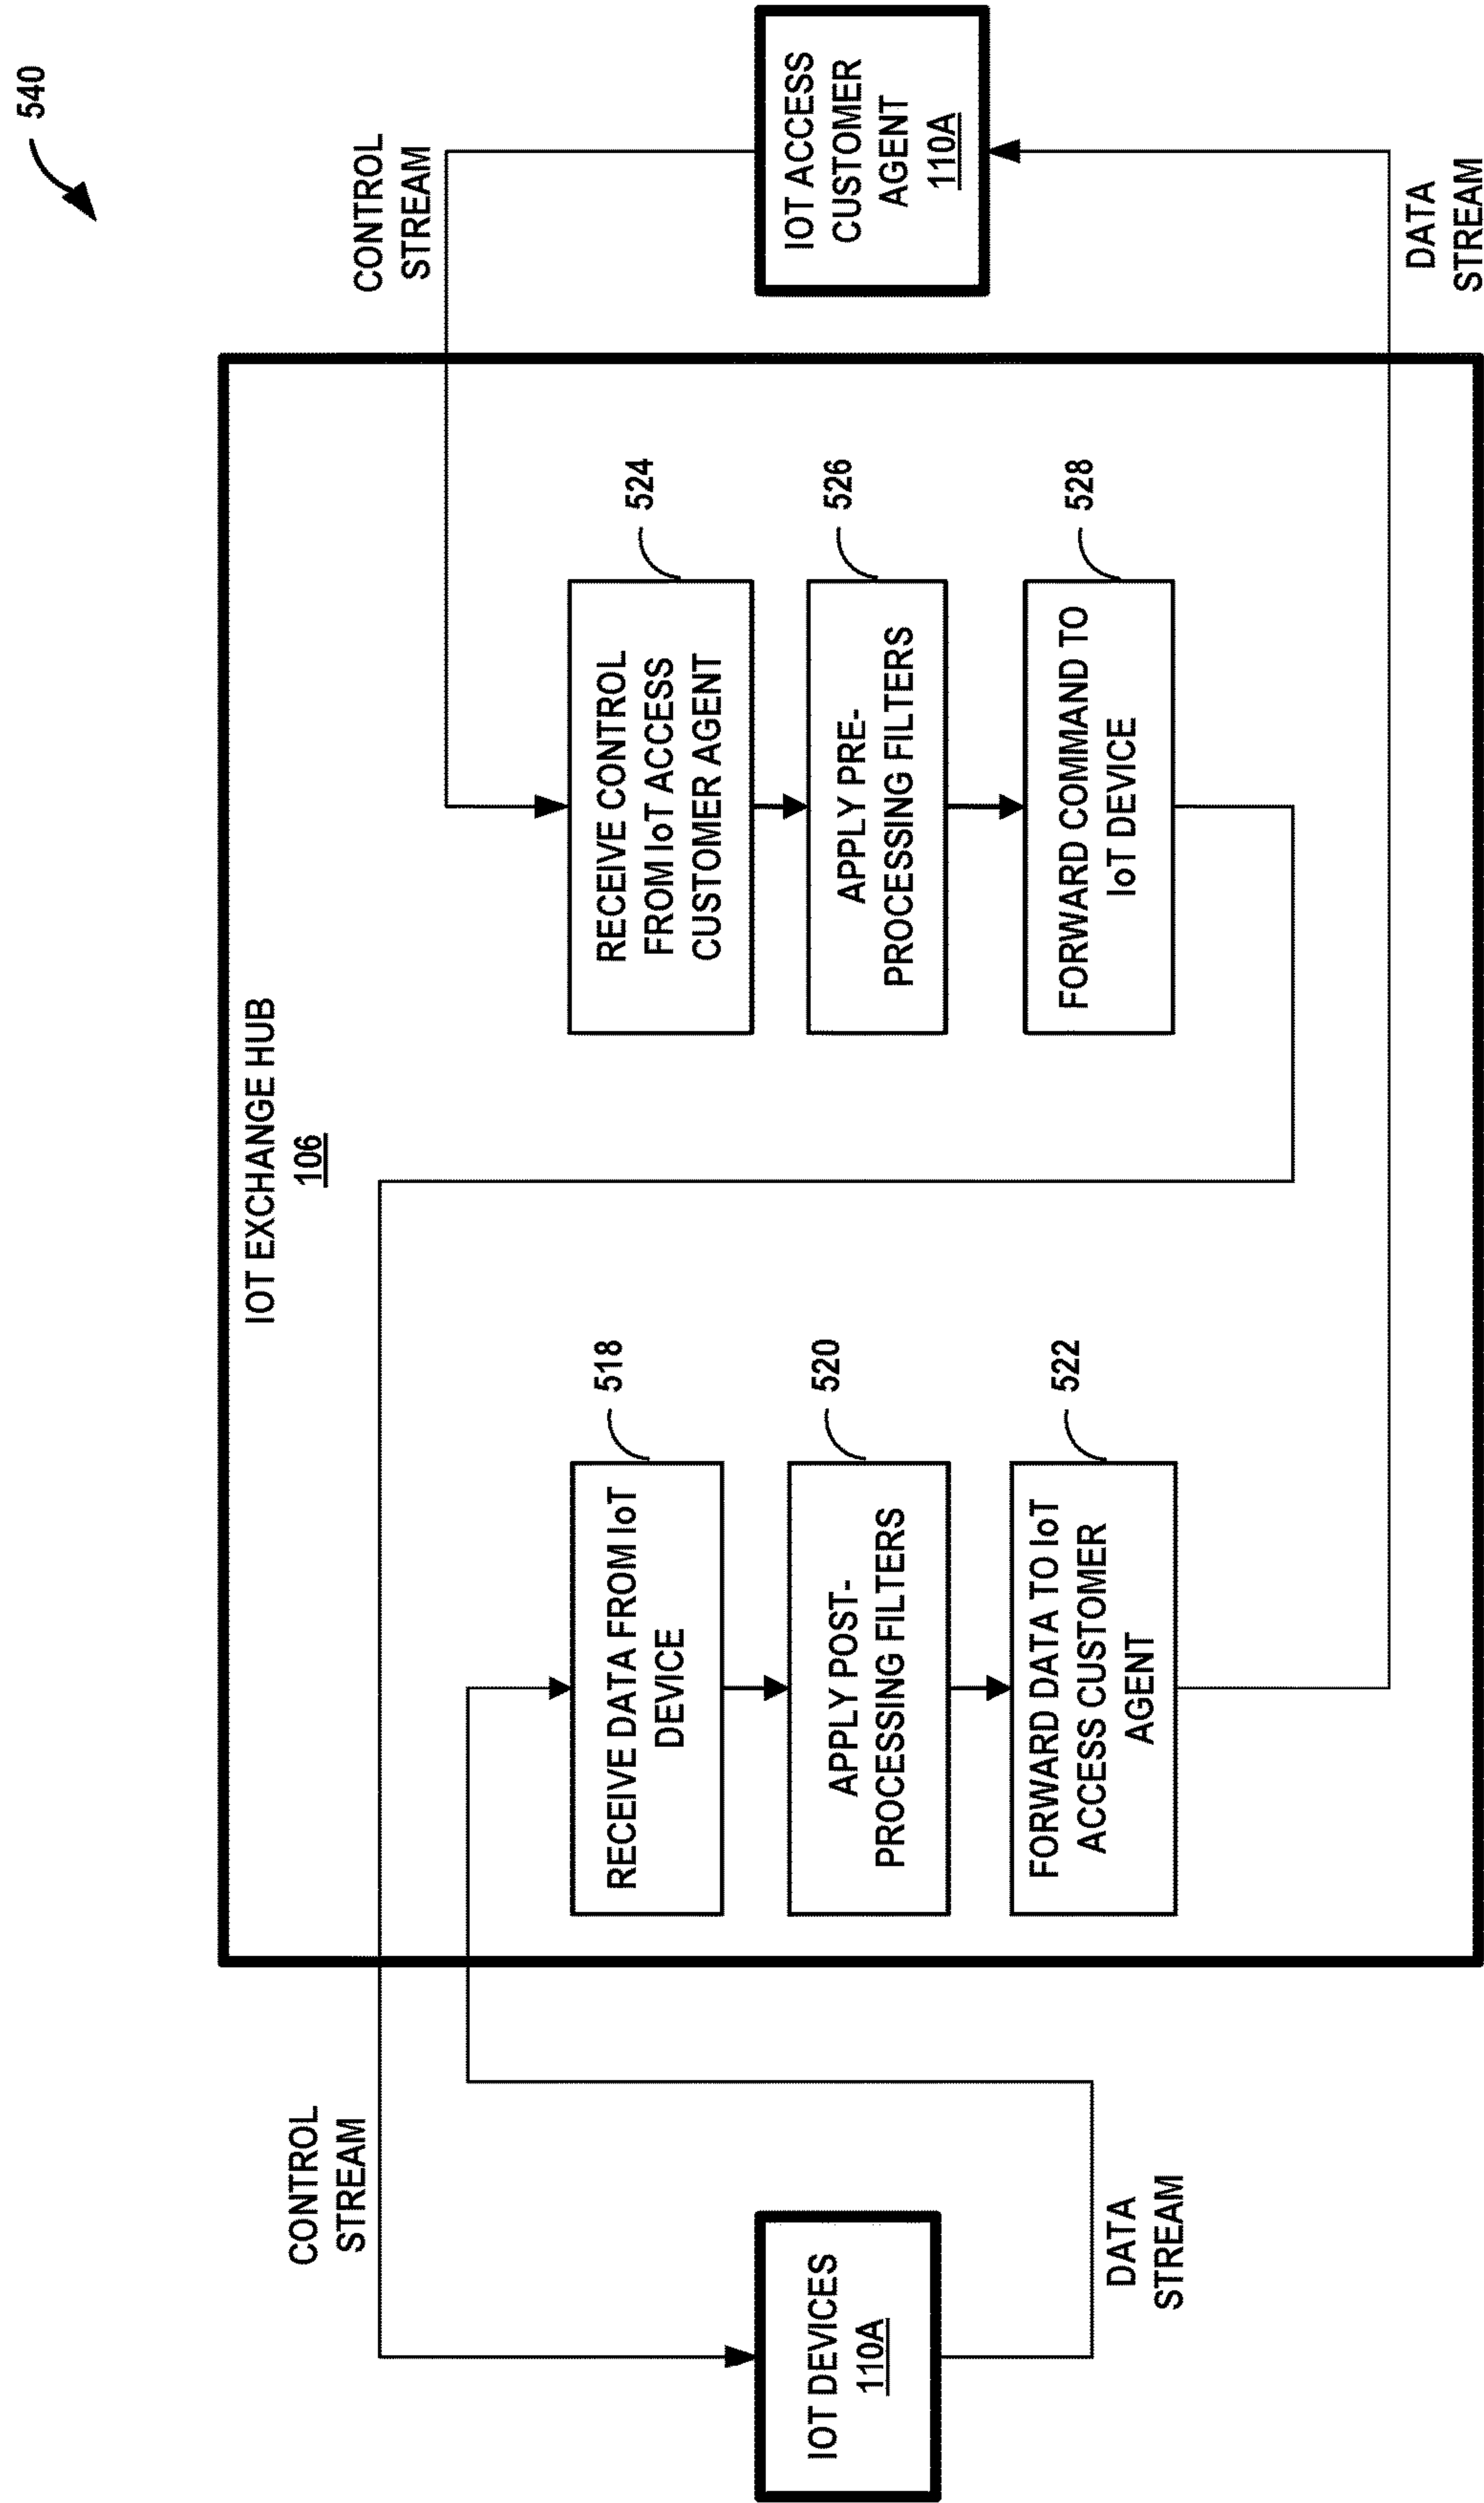 540
IOT EXCHANGE HUB
106
CONTROL
STREAM
IOT DEVICES
110A
DATA
STREAM
RECEIVE DATA FROM IoT
DEVICE
518
APPLY POST-
PROCESSING FILTERS
520
FORWARD DATA TO IoT
ACCESS CUSTOMER
AGENT
522
RECEIVE CONTROL
FROM IoT ACCESS
CUSTOMER AGENT
524
APPLY PRE-
PROCESSING FILTERS
526
FORWARD COMMAND TO
IoT DEVICE
528
CONTROL
STREAM
IOT ACCESS
CUSTOMER
AGENT
110A
DATA
STREAM